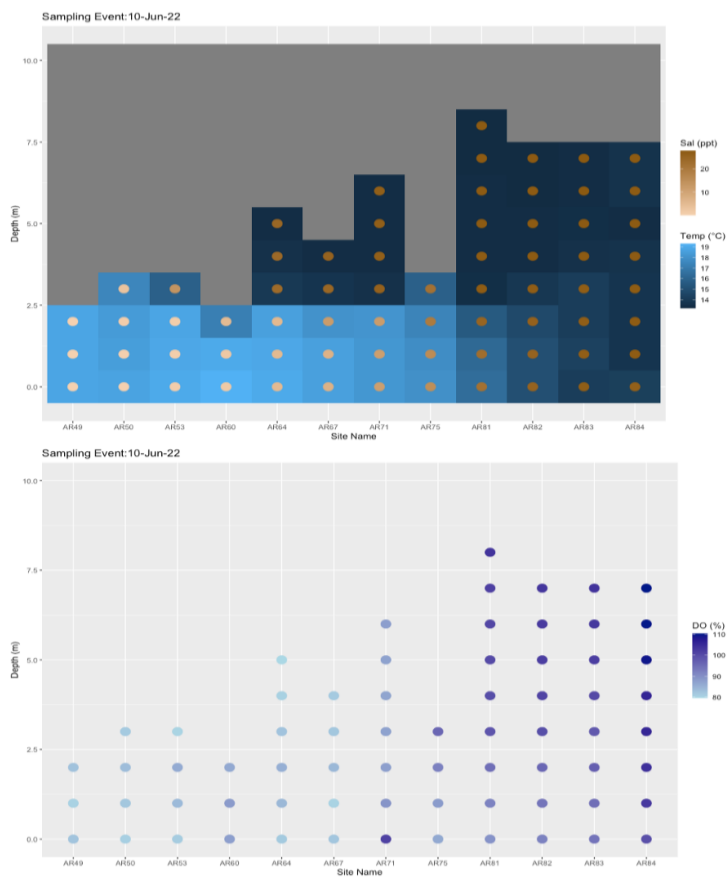 Sampling Event:10-Jun-22
10.0
7.5
5.0
2.5
0.0
Depth (m)
AR49 AR50 AR53 AR60 AR64 AR67 AR71 AR75 AR81 AR82 AR83 AR84
Site Name
Sal (ppt)
20
10
Temp (°C)
19
18
17
16
15
14
Sampling Event:10-Jun-22
10.0
7.5
5.0
2.5
0.0
Depth (m)
AR49 AR50 AR53 AR60 AR64 AR67 AR71 AR75 AR81 AR82 AR83 AR84
Site Name
DO (%)
110
100
90
80